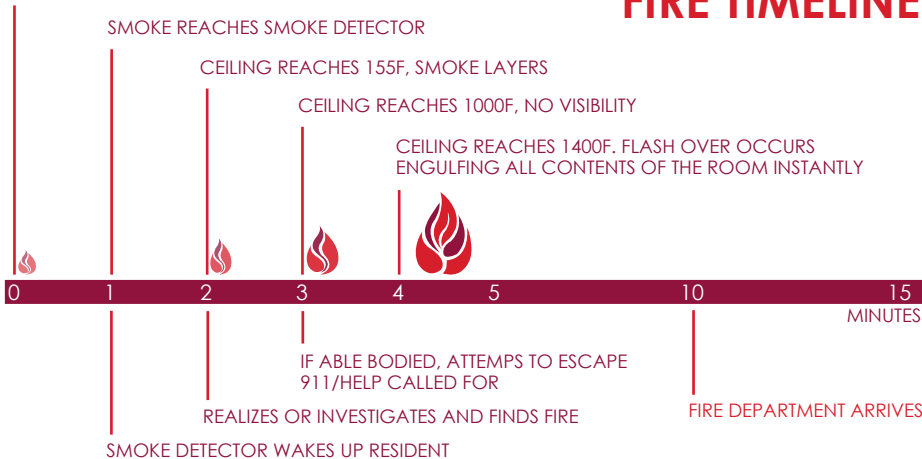 FIRE TIMELINE
SMOKE REACHES SMOKE DETECTOR
CEILING REACHES 155F, SMOKE LAYERS
CEILING REACHES 1000F, NO VISIBILITY
CEILING REACHES 1400F. FLASH OVER OCCURS
ENGULFING ALL CONTENTS OF THE ROOM INSTANTLY
0 1 2 3 4 5 10 15
MINUTES
IF ABLE BODIED, ATTEMPS TO ESCAPE
911/HELP CALLED FOR
REALIZES OR INVESTIGATES AND FINDS FIRE
FIRE DEPARTMENT ARRIVES
SMOKE DETECTOR WAKES UP RESIDENT